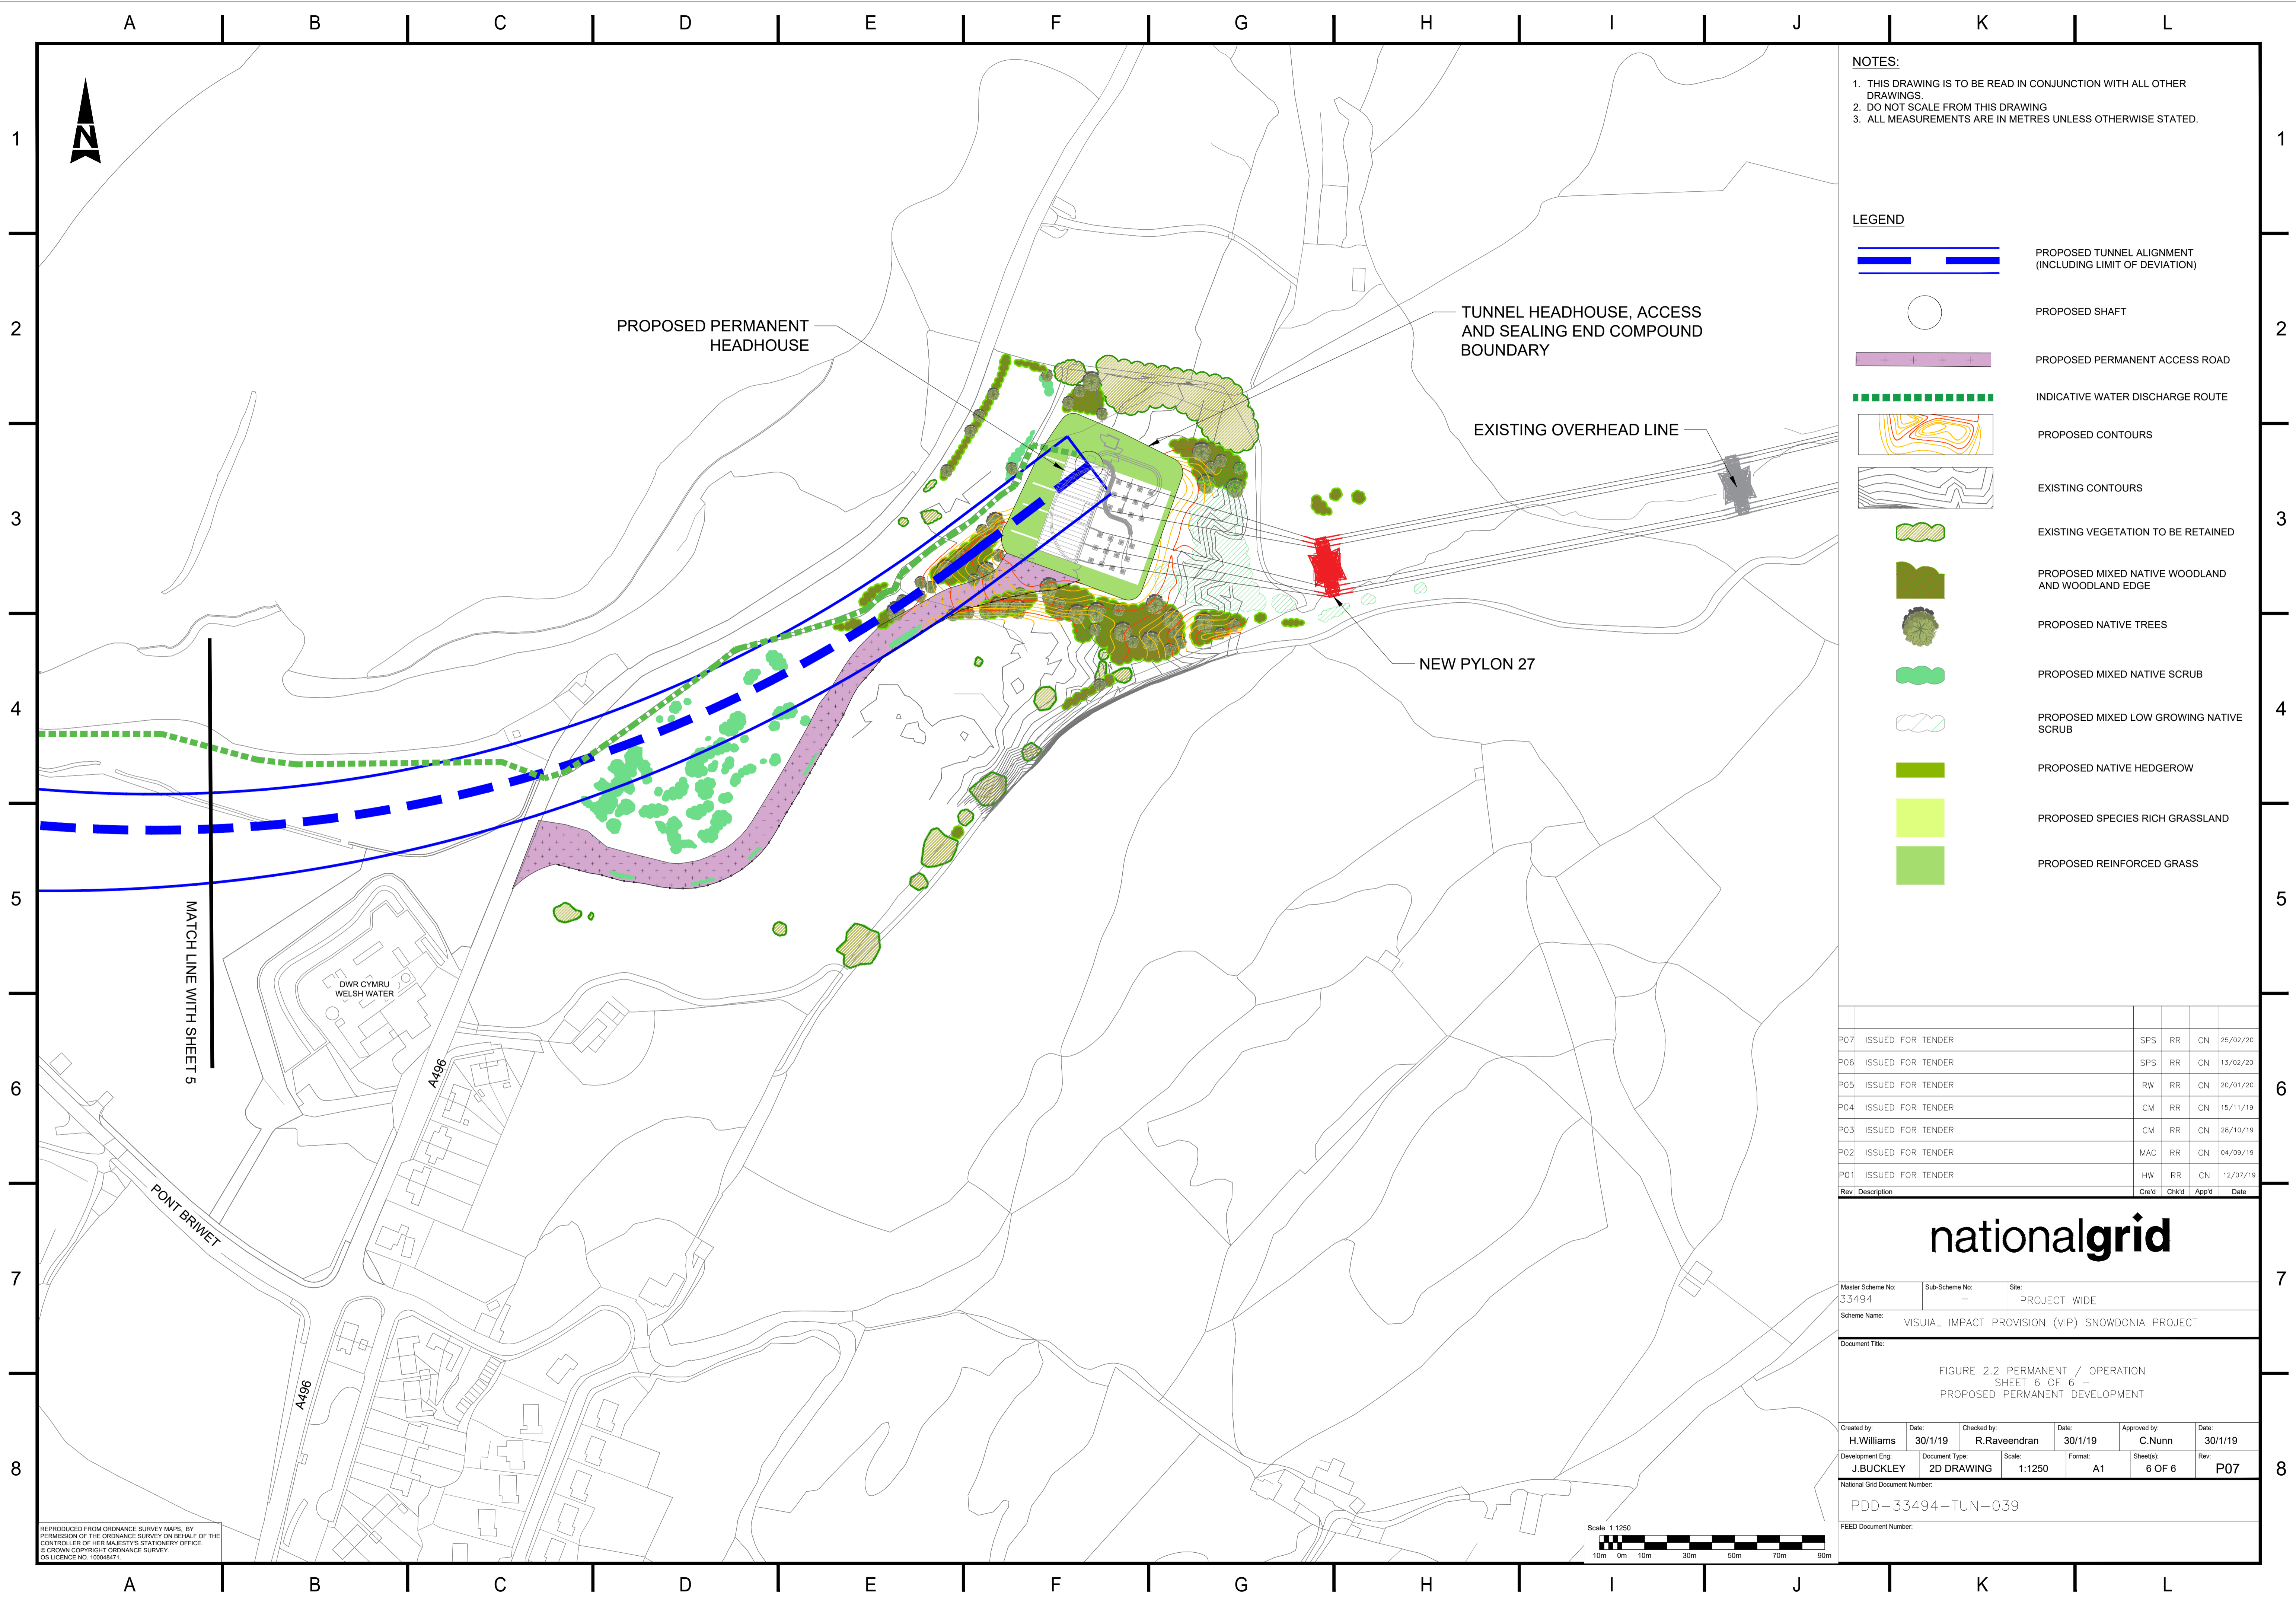 A B C D E F G H I J K L
1
2
3
4
5
6
7
8
N
PROPOSED PERMANENT
HEADHOUSE
TUNNEL HEADHOUSE, ACCESS
AND SEALING END COMPOUND
BOUNDARY
EXISTING OVERHEAD LINE
NEW PYLON 27
MATCH LINE WITH SHEET 5
DWR CYMRU
WELSH WATER
A496
PONT BRIWET
A496
REPRODUCED FROM ORDNANCE SURVEY MAPS, BY
PERMISSION OF THE ORDNANCE SURVEY ON BEHALF OF THE
CONTROLLER OF HER MAJESTY'S STATIONERY OFFICE.
© CROWN COPYRIGHT ORDNANCE SURVEY.
OS LICENCE NO. 100048471.
Scale 1:1250
10m 0m 10m 30m 50m 70m 90m
NOTES:
1. THIS DRAWING IS TO BE READ IN CONJUNCTION WITH ALL OTHER
DRAWINGS.
2. DO NOT SCALE FROM THIS DRAWING
3. ALL MEASUREMENTS ARE IN METRES UNLESS OTHERWISE STATED.
LEGEND
PROPOSED TUNNEL ALIGNMENT
(INCLUDING LIMIT OF DEVIATION)
PROPOSED SHAFT
PROPOSED PERMANENT ACCESS ROAD
INDICATIVE WATER DISCHARGE ROUTE
PROPOSED CONTOURS
EXISTING CONTOURS
EXISTING VEGETATION TO BE RETAINED
PROPOSED MIXED NATIVE WOODLAND
AND WOODLAND EDGE
PROPOSED NATIVE TREES
PROPOSED MIXED NATIVE SCRUB
PROPOSED MIXED LOW GROWING NATIVE
SCRUB
PROPOSED NATIVE HEDGEROW
PROPOSED SPECIES RICH GRASSLAND
PROPOSED REINFORCED GRASS
P07 ISSUED FOR TENDER SPS RR CN 25/02/20
P06 ISSUED FOR TENDER SPS RR CN 13/02/20
P05 ISSUED FOR TENDER RW RR CN 20/01/20
P04 ISSUED FOR TENDER CM RR CN 15/11/19
P03 ISSUED FOR TENDER CM RR CN 28/10/19
P02 ISSUED FOR TENDER MAC RR CN 04/09/19
P01 ISSUED FOR TENDER HW RR CN 12/07/19
Rev Description Cre'd Chk'd App'd Date
nationalgrid
Master Scheme No: Sub-Scheme No: Site:
33494 – PROJECT WIDE
Scheme Name:
VISUIAL IMPACT PROVISION (VIP) SNOWDONIA PROJECT
Document Title:
FIGURE 2.2 PERMANENT / OPERATION
SHEET 6 OF 6 –
PROPOSED PERMANENT DEVELOPMENT
Created by: Date: Checked by: Date: Approved by: Date:
H.Williams 30/1/19 R.Raveendran 30/1/19 C.Nunn 30/1/19
Development Eng: Document Type: Scale: Format: Sheet(s): Rev:
J.BUCKLEY 2D DRAWING 1:1250 A1 6 OF 6 P07
National Grid Document Number:
PDD-33494-TUN-039
FEED Document Number:
1
2
3
4
5
6
7
8
A B C D E F G H I J K L